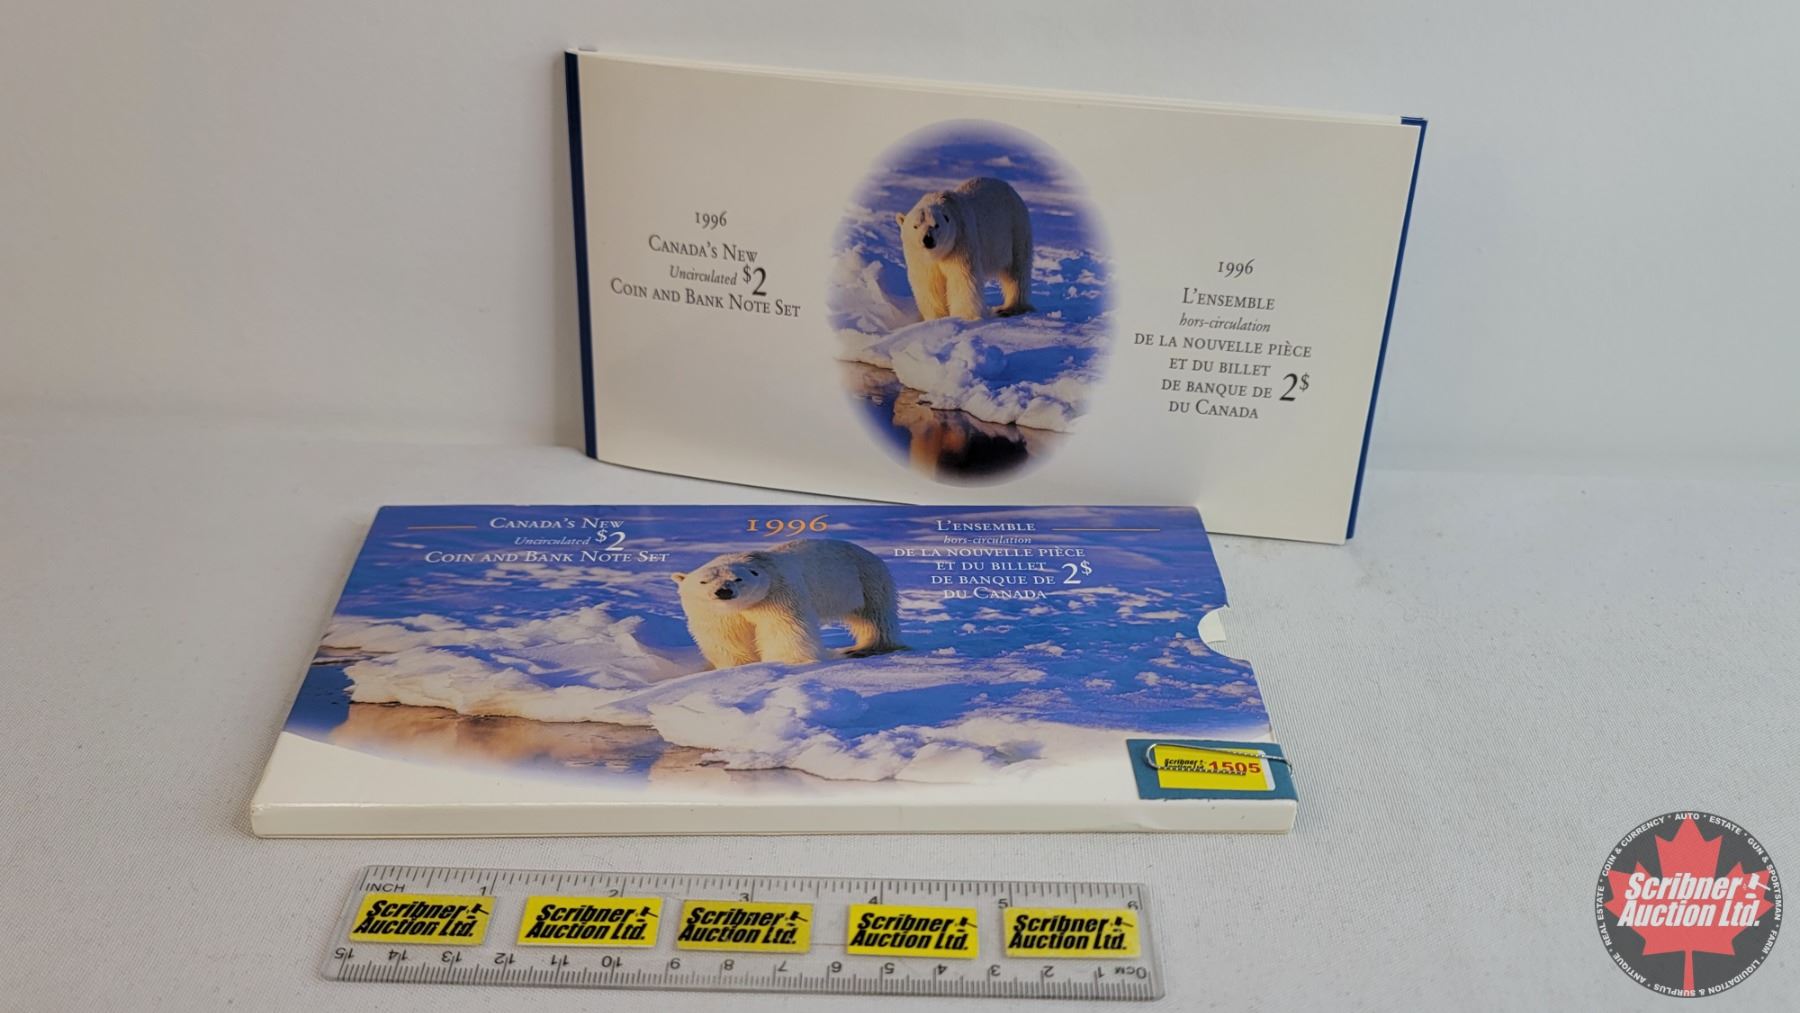 1996
CANADA'S NEW
Uncirculated $2
COIN AND BANK NOTE SET
1996
L'ENSEMBLE
hors-circulation
DE LA NOUVELLE PIÈCE
ET DU BILLET
DE BANQUE DE 2$
DU CANADA
CANADA'S NEW
Uncirculated $2
COIN AND BANK NOTE SET
1996
L'ENSEMBLE
hors-circulation
DE LA NOUVELLE PIÈCE
ET DU BILLET
DE BANQUE DE 2$
DU CANADA
Scribner
Auction Ltd. 1505
INCH 1 2 3 4 5 6
Scribner
Auction Ltd.
Scribner
Auction Ltd.
Scribner
Auction Ltd.
Scribner
Auction Ltd.
Scribner
Auction Ltd.
15 14 13 12 11 10 9 8 7 6 5 4 3 2 1 0CM
COIN & CURRENCY · AUTO · ESTATE · GUN & SPORTSMAN · FARM · LIQUIDATION & SURPLUS · ANTIQUE · REAL ESTATE ·
Scribner
Auction Ltd.